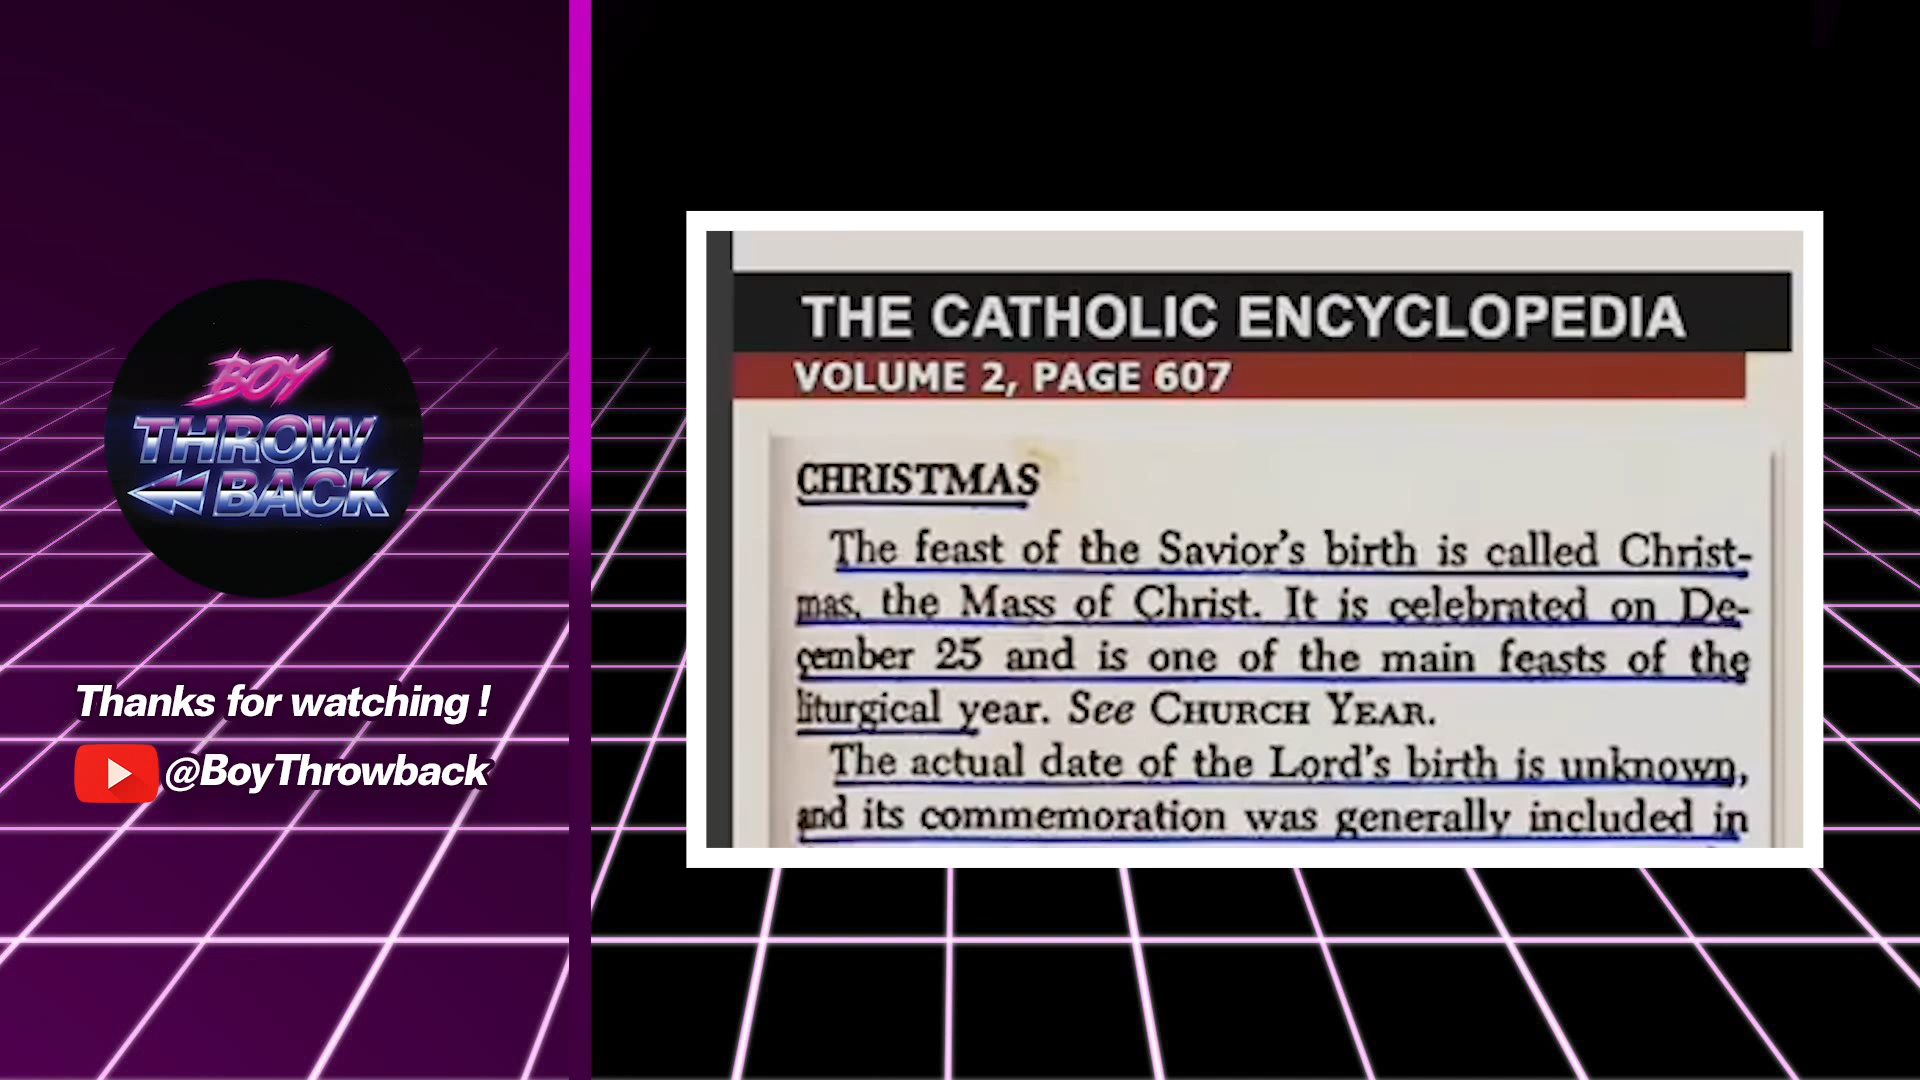 BOY
THROW
BACK
Thanks for watching !
@BoyThrowback
THE CATHOLIC ENCYCLOPEDIA
VOLUME 2, PAGE 607
CHRISTMAS
The feast of the Savior's birth is called Christ-
mas, the Mass of Christ. It is celebrated on De-
cember 25 and is one of the main feasts of the
liturgical year. See CHURCH YEAR.
The actual date of the Lord's birth is unknown,
and its commemoration was generally included in